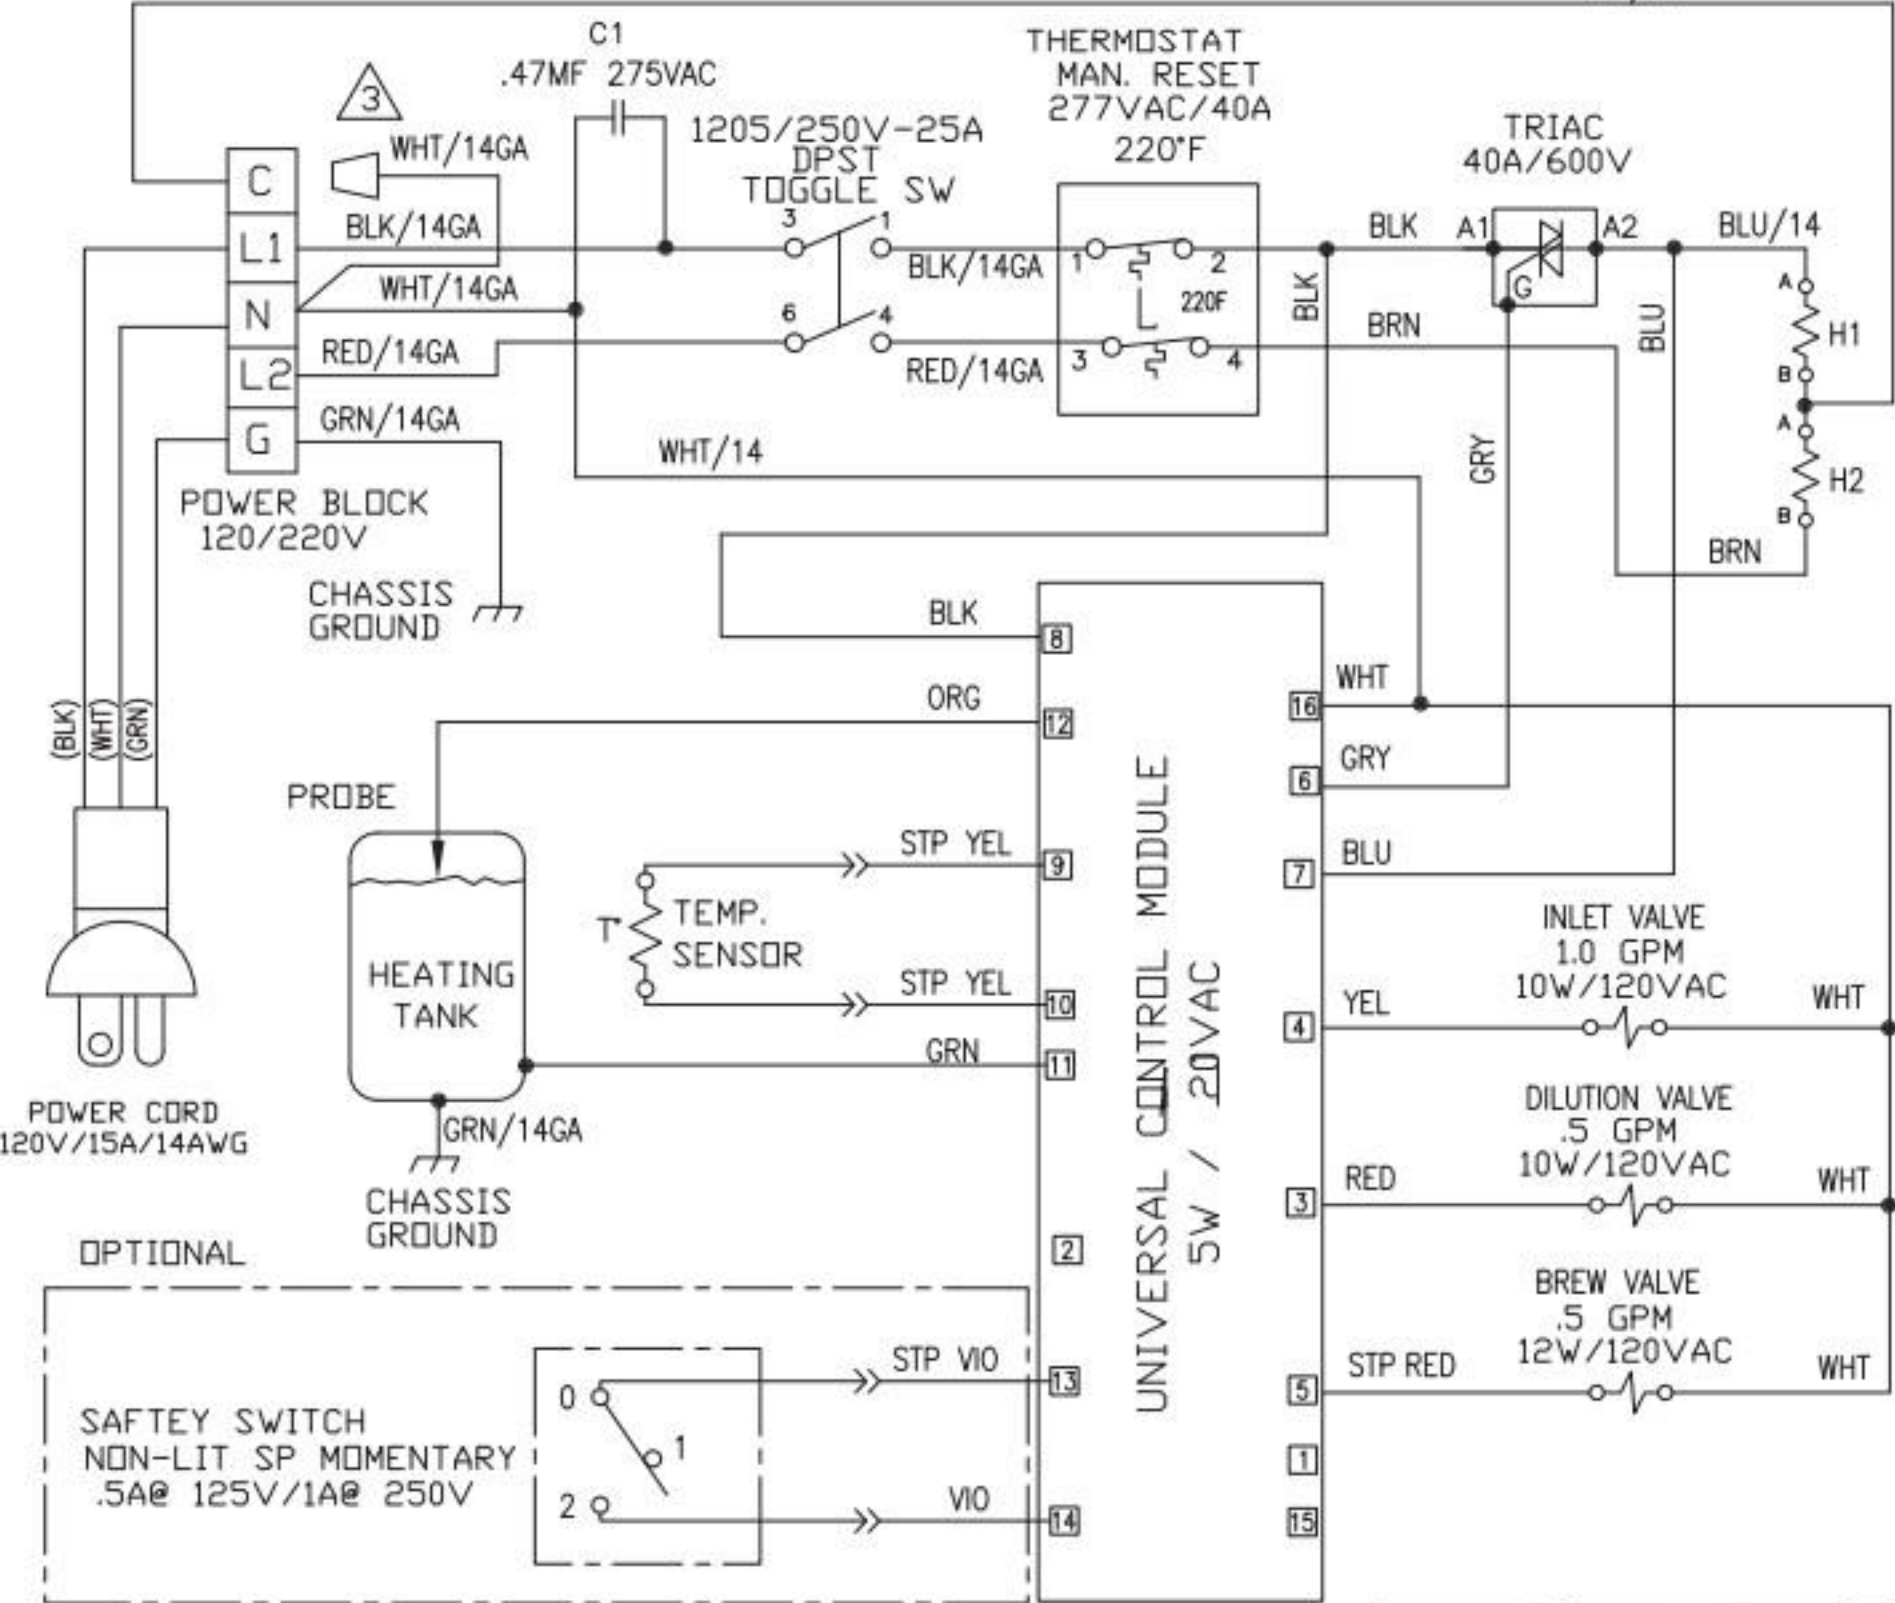 C1
.47MF 275VAC
THERMOSTAT
MAN. RESET
277VAC/40A
220°F
3
1205/250V-25A
DPST
TOGGLE SW
TRIAC
40A/600V
WHT/14GA
C
L1
N
L2
G
BLK/14GA
WHT/14GA
RED/14GA
GRN/14GA
3
1
6
4
BLK/14GA
RED/14GA
1
2
220F
3
4
BLK
BLK
A1
A2
G
BLU/14
BRN
BLU
A
H1
B
A
H2
B
GRY
WHT/14
BRN
POWER BLOCK
120/220V
CHASSIS
GROUND
(BLK)
(WHT)
(GRN)
BLK
8
ORG
12
PROBE
HEATING
TANK
STP YEL
9
T°
TEMP.
SENSOR
STP YEL
10
GRN
11
GRN/14GA
CHASSIS
GROUND
POWER CORD
120V/15A/14AWG
UNIVERSAL CONTROL MODULE
5W / 20VAC
WHT
16
GRY
6
BLU
7
INLET VALVE
1.0 GPM
10W/120VAC
YEL
WHT
4
DILUTION VALVE
.5 GPM
10W/120VAC
RED
WHT
3
2
BREW VALVE
.5 GPM
12W/120VAC
STP RED
WHT
5
1
15
OPTIONAL
SAFTEY SWITCH
NON-LIT SP MOMENTARY
.5A@ 125V/1A@ 250V
0
1
2
STP VIO
13
VIO
14